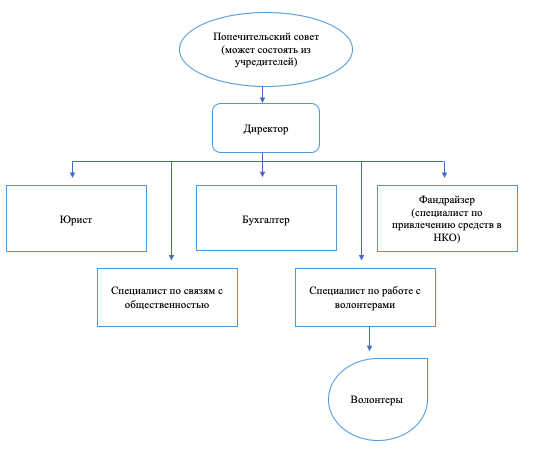 Попечительский совет
(может состоять из
учредителей)
Директор
Юрист
Бухгалтер
Фандрайзер
(специалист по
привлечению средств в
НКО)
Специалист по связям с
общественностью
Специалист по работе с
волонтерами
Волонтеры